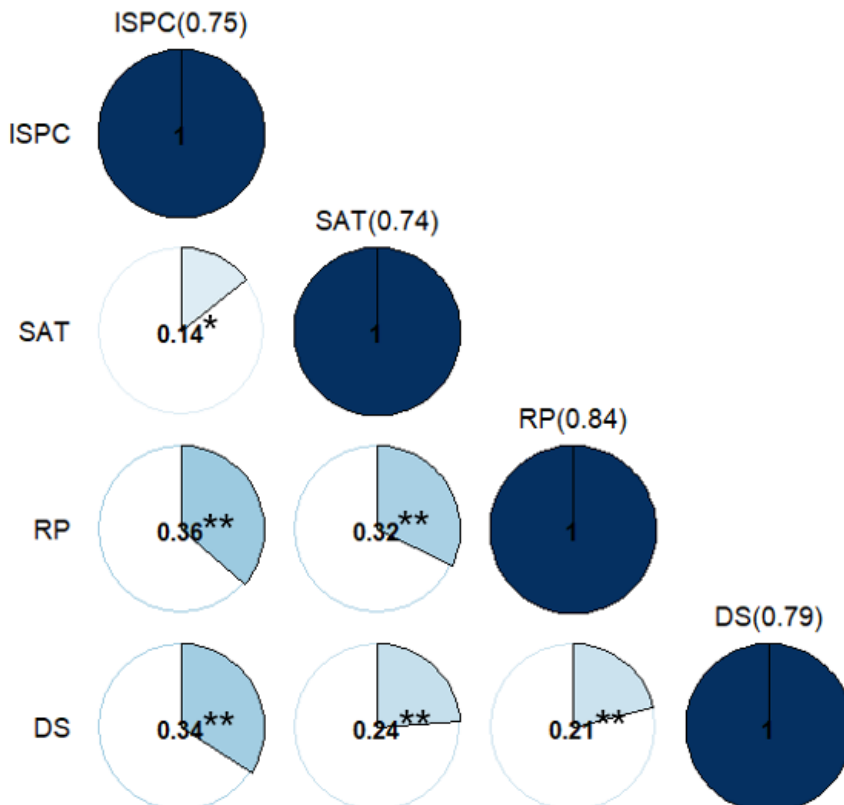 ISPC(0.75)
ISPC 1
SAT(0.74)
SAT 0.14* 1
RP(0.84)
RP 0.36** 0.32** 1
DS(0.79)
DS 0.34** 0.24** 0.21** 1